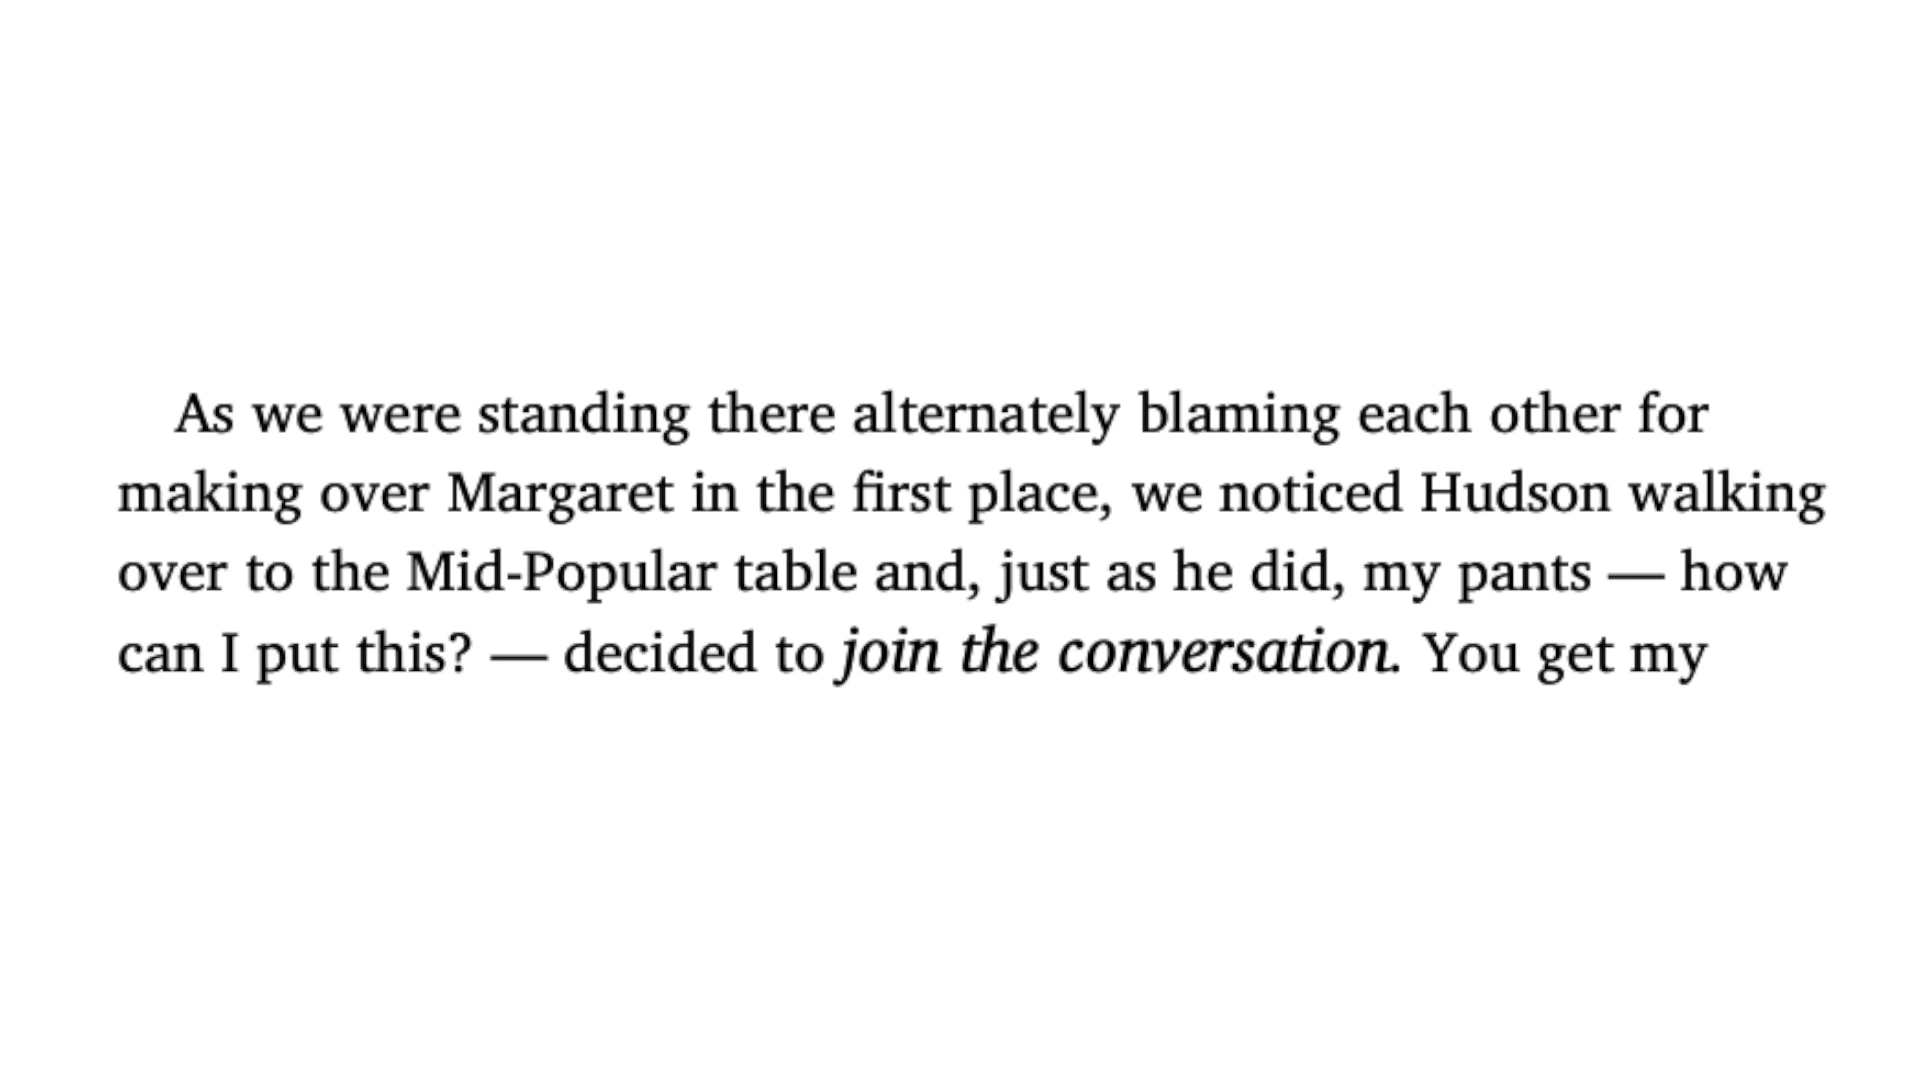 As we were standing there alternately blaming each other for
making over Margaret in the first place, we noticed Hudson walking
over to the Mid-Popular table and, just as he did, my pants — how
can I put this? — decided to join the conversation. You get my